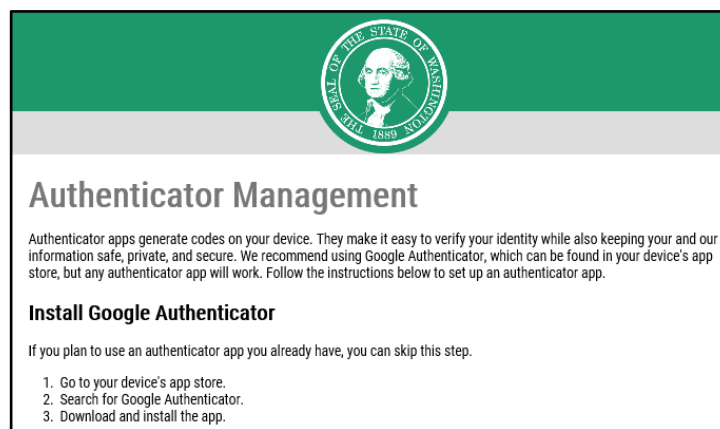 THE SEAL OF THE STATE OF WASHINGTON
1889
Authenticator Management
Authenticator apps generate codes on your device. They make it easy to verify your identity while also keeping your and our
information safe, private, and secure. We recommend using Google Authenticator, which can be found in your device's app
store, but any authenticator app will work. Follow the instructions below to set up an authenticator app.
Install Google Authenticator
If you plan to use an authenticator app you already have, you can skip this step.
1. Go to your device's app store.
2. Search for Google Authenticator.
3. Download and install the app.